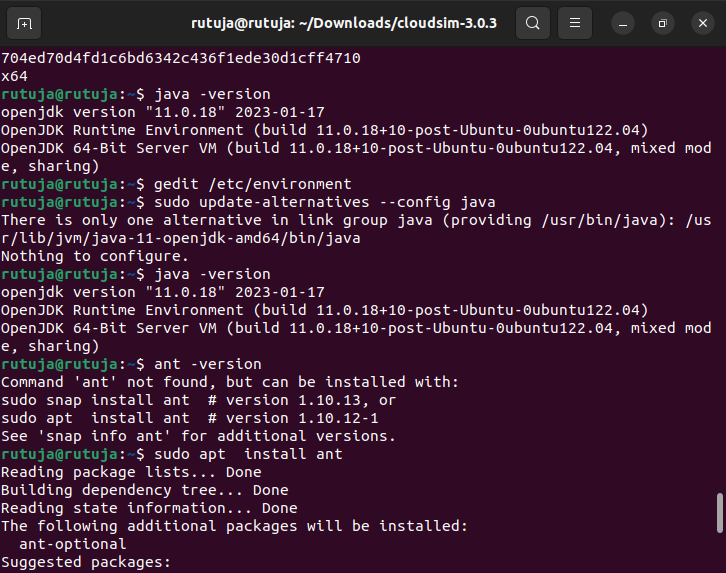 rutuja@rutuja: ~/Downloads/cloudsim-3.0.3
704ed70d4fd1c6bd6342c436f1ede30d1cff4710
x64
rutuja@rutuja:~$ java -version
openjdk version "11.0.18" 2023-01-17
OpenJDK Runtime Environment (build 11.0.18+10-post-Ubuntu-0ubuntu122.04)
OpenJDK 64-Bit Server VM (build 11.0.18+10-post-Ubuntu-0ubuntu122.04, mixed mod
e, sharing)
rutuja@rutuja:~$ gedit /etc/environment
rutuja@rutuja:~$ sudo update-alternatives --config java
There is only one alternative in link group java (providing /usr/bin/java): /us
r/lib/jvm/java-11-openjdk-amd64/bin/java
Nothing to configure.
rutuja@rutuja:~$ java -version
openjdk version "11.0.18" 2023-01-17
OpenJDK Runtime Environment (build 11.0.18+10-post-Ubuntu-0ubuntu122.04)
OpenJDK 64-Bit Server VM (build 11.0.18+10-post-Ubuntu-0ubuntu122.04, mixed mod
e, sharing)
rutuja@rutuja:~$ ant -version
Command 'ant' not found, but can be installed with:
sudo snap install ant  # version 1.10.13, or
sudo apt  install ant  # version 1.10.12-1
See 'snap info ant' for additional versions.
rutuja@rutuja:~$ sudo apt  install ant
Reading package lists... Done
Building dependency tree... Done
Reading state information... Done
The following additional packages will be installed:
  ant-optional
Suggested packages: